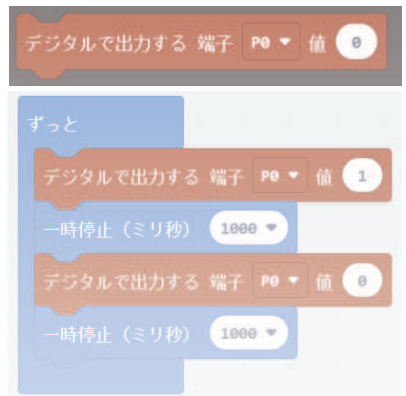 デジタルで出力する 端子 P0 値 0
ずっと
デジタルで出力する 端子 P0 値 1
一時停止（ミリ秒） 1000
デジタルで出力する 端子 P0 値 0
一時停止（ミリ秒） 1000